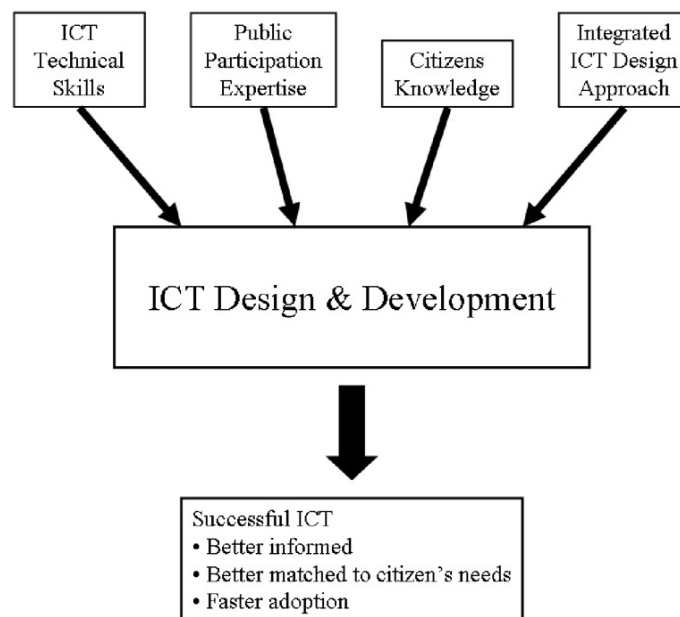 ICT
Technical
Skills
Public
Participation
Expertise
Citizens
Knowledge
Integrated
ICT Design
Approach
ICT Design & Development
Successful ICT
• Better informed
• Better matched to citizen's needs
• Faster adoption